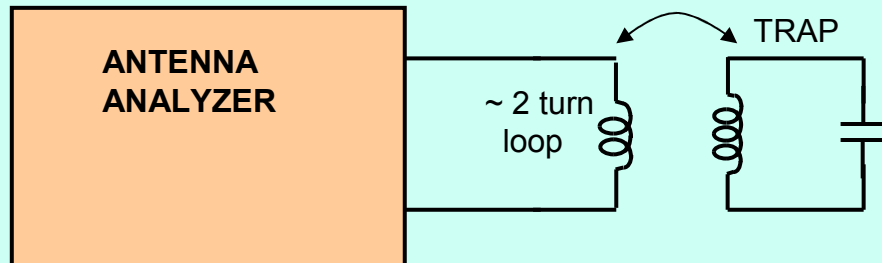 ANTENNA
ANALYZER
~ 2 turn
loop
TRAP